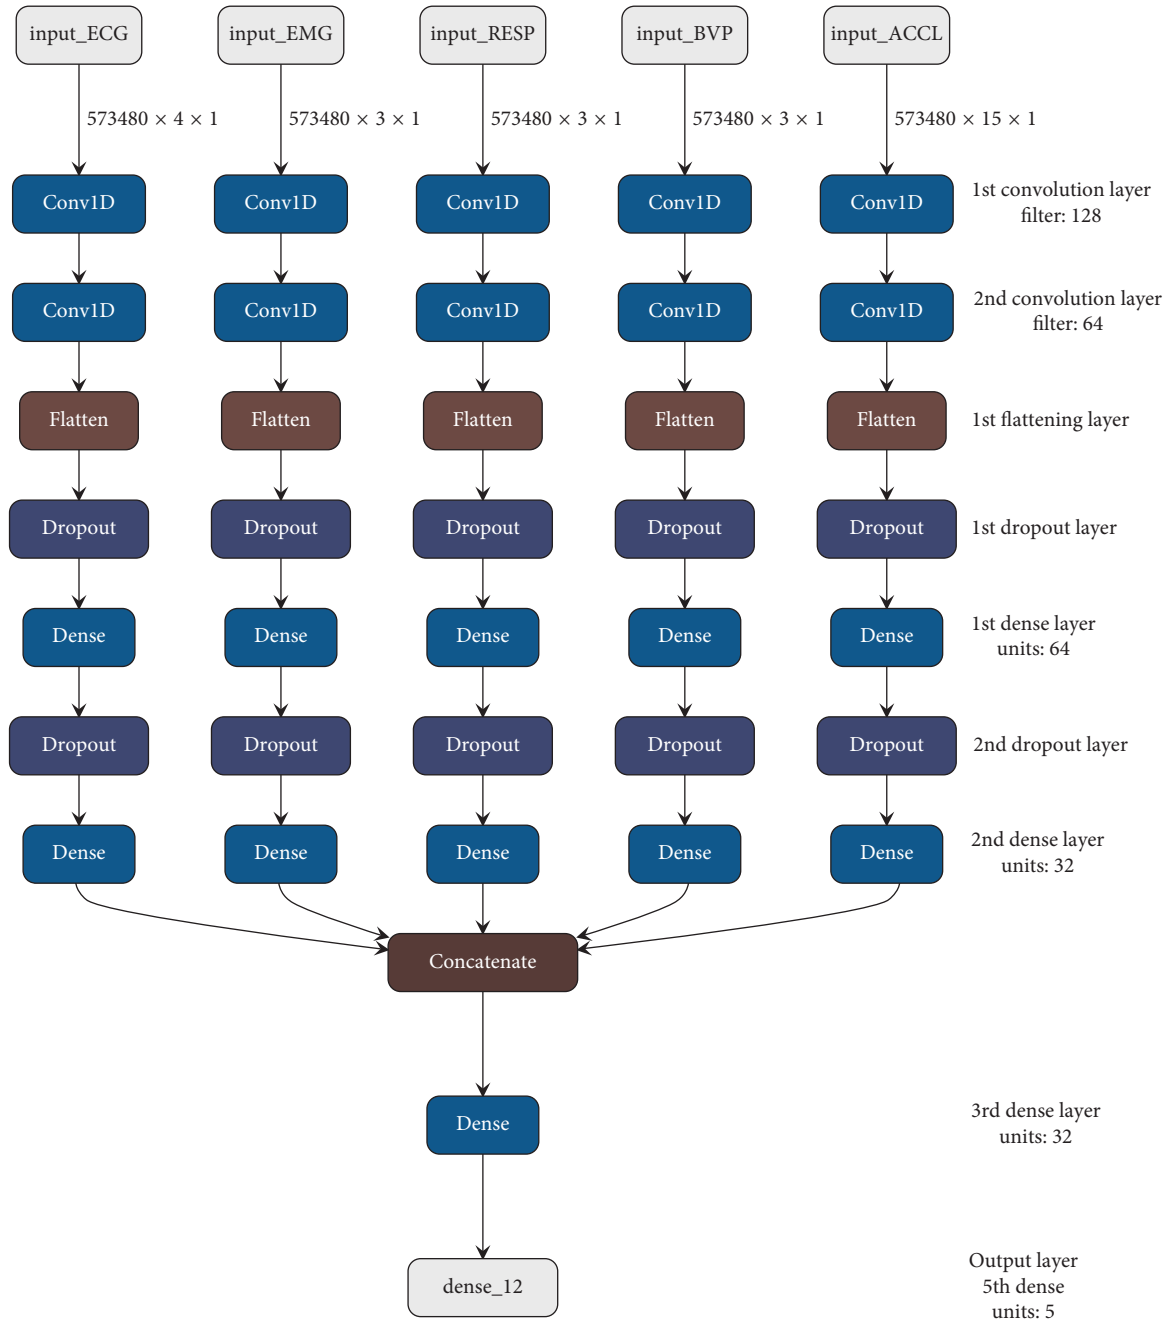 input_ECG input_EMG input_RESP input_BVP input_ACCL
573480 × 4 × 1 573480 × 3 × 1 573480 × 3 × 1 573480 × 3 × 1 573480 × 15 × 1
Conv1D Conv1D Conv1D Conv1D Conv1D
1st convolution layer
filter: 128
Conv1D Conv1D Conv1D Conv1D Conv1D
2nd convolution layer
filter: 64
Flatten Flatten Flatten Flatten Flatten
1st flattening layer
Dropout Dropout Dropout Dropout Dropout
1st dropout layer
Dense Dense Dense Dense Dense
1st dense layer
units: 64
Dropout Dropout Dropout Dropout Dropout
2nd dropout layer
Dense Dense Dense Dense Dense
2nd dense layer
units: 32
Concatenate
Dense
3rd dense layer
units: 32
dense_12
Output layer
5th dense
units: 5